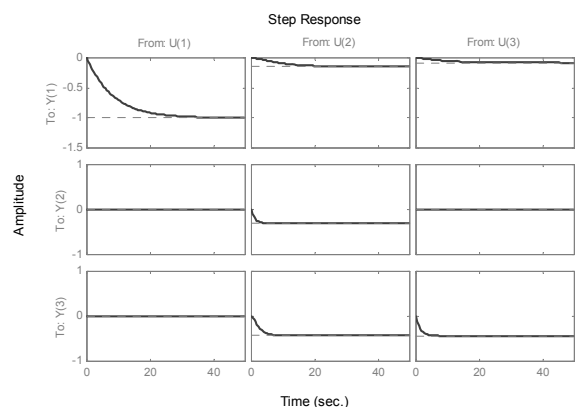 Step Response
From: U(1) From: U(2) From: U(3)
Amplitude
To: Y(1)
0
-0.5
-1
-1.5
To: Y(2)
1
0
-1
To: Y(3)
1
0
-1
0 20 40 0 20 40 0 20 40
Time (sec.)